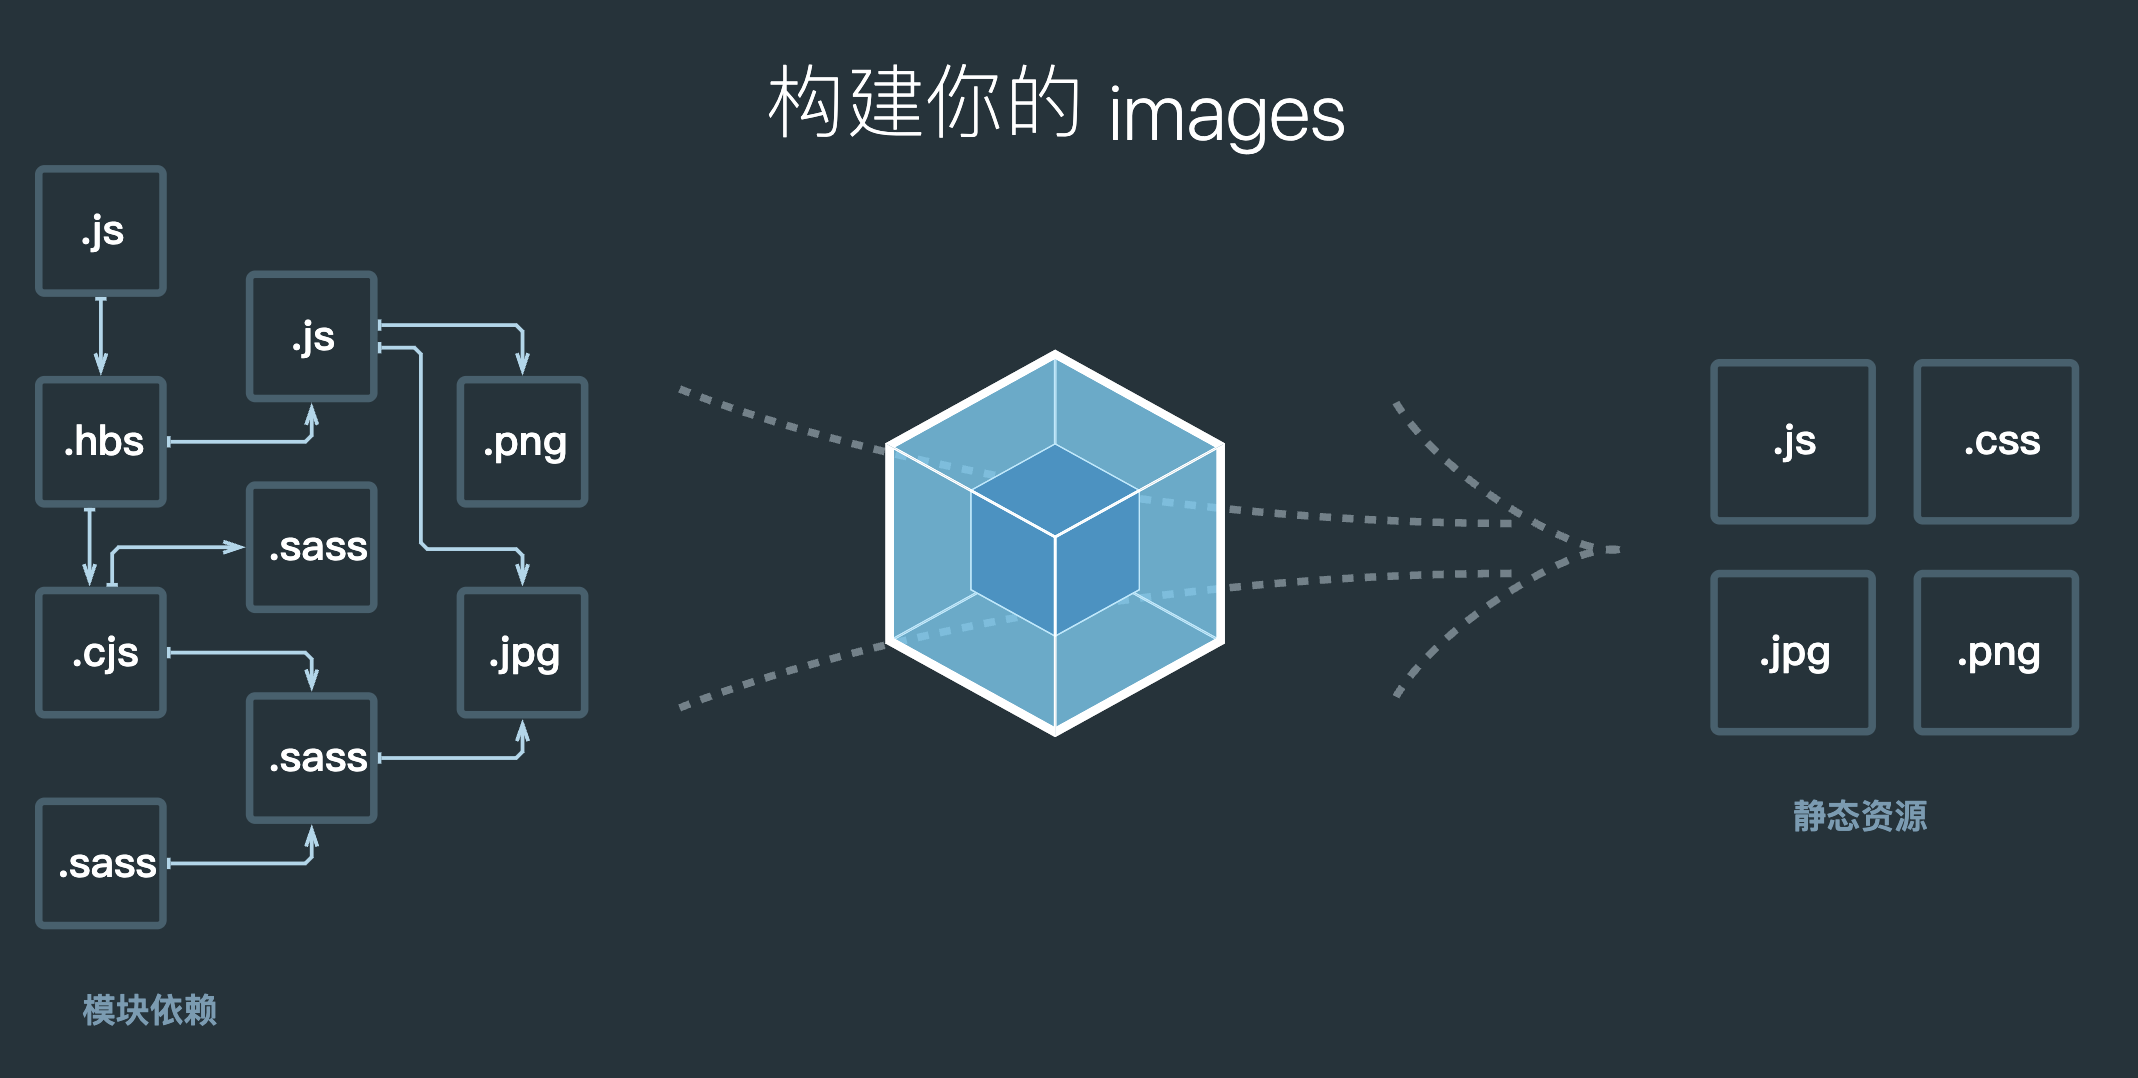 构建你的 images
.js
.js
.hbs
.png
.sass
.cjs
.jpg
.sass
.sass
模块依赖
.js
.css
.jpg
.png
静态资源